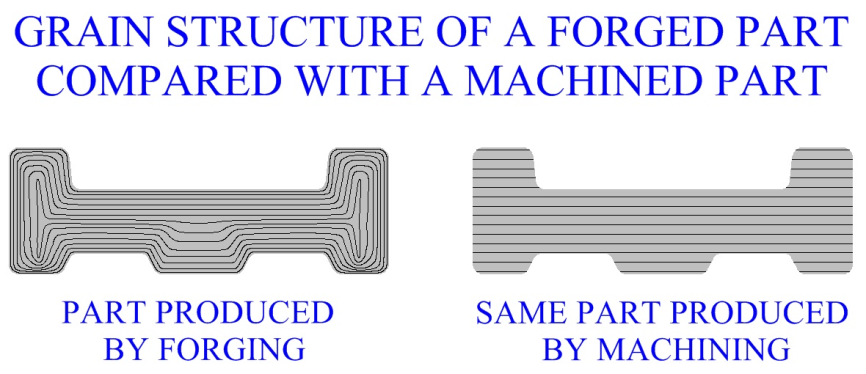 GRAIN STRUCTURE OF A FORGED PART
COMPARED WITH A MACHINED PART
PART PRODUCED
BY FORGING
SAME PART PRODUCED
BY MACHINING